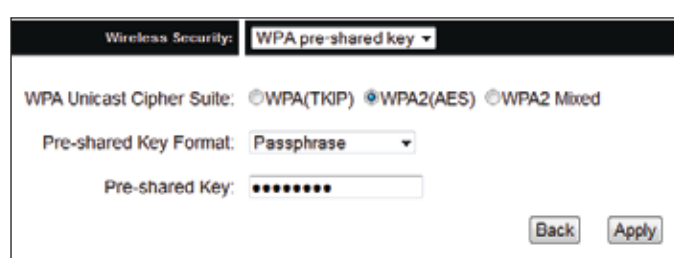 Wireless Security: WPA pre-shared key
WPA Unicast Cipher Suite: WPA(TKIP) WPA2(AES) WPA2 Mixed
Pre-shared Key Format: Passphrase
Pre-shared Key: ●●●●●●●●
Back Apply